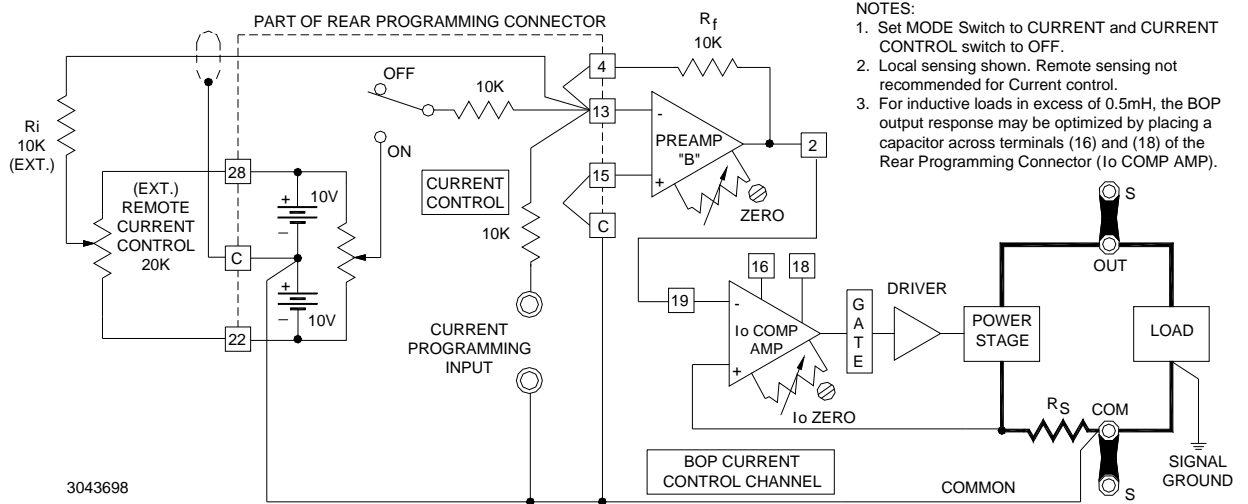 PART OF REAR PROGRAMMING CONNECTOR
Rf
10K
NOTES:
1. Set MODE Switch to CURRENT and CURRENT
CONTROL switch to OFF.
2. Local sensing shown. Remote sensing not
recommended for Current control.
3. For inductive loads in excess of 0.5mH, the BOP
output response may be optimized by placing a
capacitor across terminals (16) and (18) of the
Rear Programming Connector (Io COMP AMP).
4
OFF
10K
13
-
PREAMP
"B"
+
2
Ri
10K
(EXT.)
ON
28
15
CURRENT
CONTROL
C
ZERO
(EXT.)
REMOTE
CURRENT
CONTROL
20K
+
10V
–
C
+
10V
–
22
10K
CURRENT
PROGRAMMING
INPUT
16
18
19
-
Io COMP
AMP
+
Io ZERO
G
A
T
E
DRIVER
POWER
STAGE
S
OUT
LOAD
RS
COM
S
SIGNAL
GROUND
BOP CURRENT
CONTROL CHANNEL
COMMON
3043698